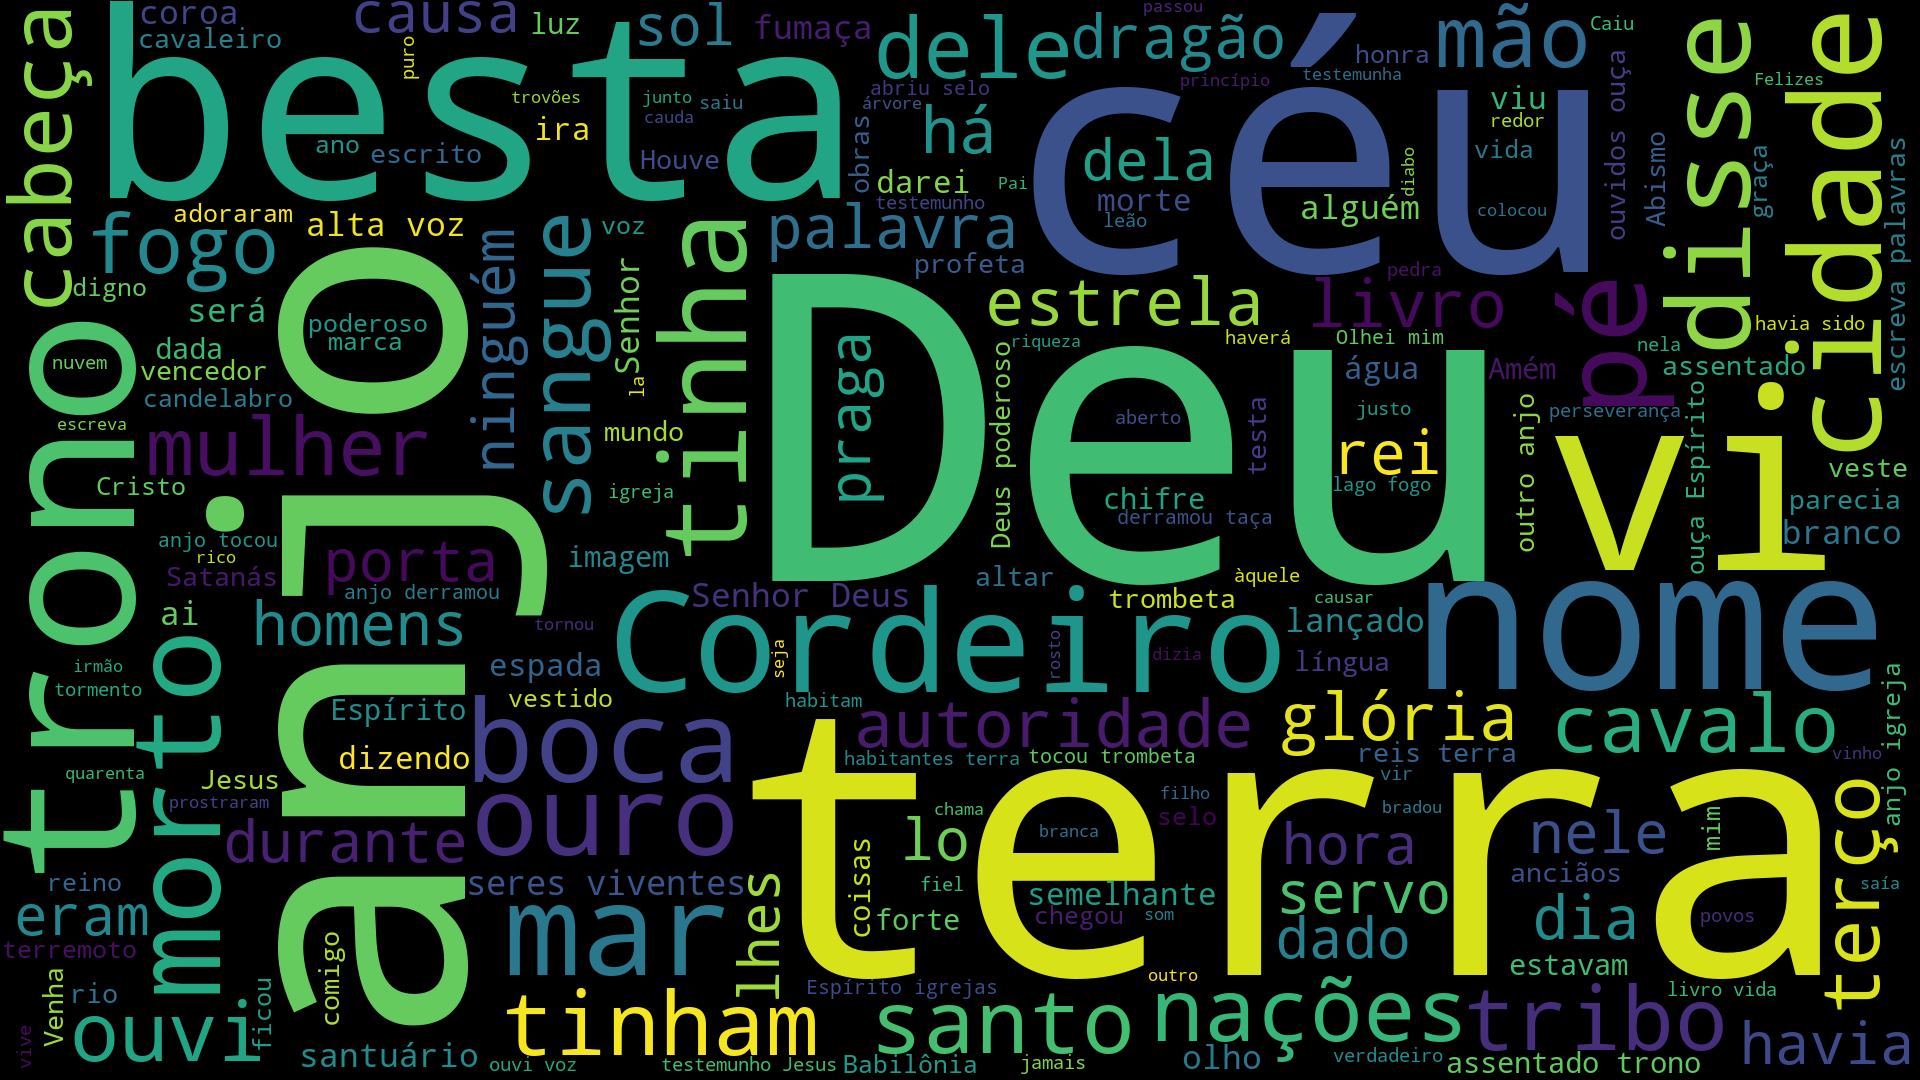 besta
céu
Deu
terra
anjo
trono
vi
nome
Cordeiro
cidade
disse
cabeça
morto
tinha
sangue
ninguém
fogo
mulher
porta
homens
durante
boca
ouro
mar
tinham
ouvi
santo
nações
tribo
havia
terço
cavalo
glória
autoridade
servo
hora
dado
dia
nele
lo
lhes
eram
santuário
coroa
cavaleiro
causa
luz
sol
fumaça
dele
dragão
passou
mão
Caiu
honra
testemunha
princípio
puro
trovões
junto
saiu
cauda
abriu selo
árvore
há
obras
ira
ano
escrito
Houve
darei
Pai
testemunho
dela
morte
leão
diabo
alguém
viu
redor
vida
colocou
ouvidos ouça
Abismo
graça
Felizes
escreva palavras
adoraram
alta voz
voz
palavra
profeta
digno
será
poderoso
marca
Senhor
la
nuvem
dada
vencedor
candelabro
escreva
Cristo
mundo
igreja
praga
estrela
riqueza
Deus poderoso
livro
pedra
haverá
Olhei mim
água
Amém
pé
nela
havia sido
assentado
aberto
justo
testa
rei
lago fogo
chifre
derramou taça
outro anjo
perseverança
ouça Espírito
veste
parecia
branco
anjo tocou
rico
Satanás
imagem
anjo derramou
Senhor Deus
altar
àquele
trombeta
causar
lançado
ai
tornou
espada
seja
rosto
dizia
língua
irmão
tormento
Espírito
vestido
habitam
dizendo
habitantes terra
tocou trombeta
reis terra
vinho
anjo igreja
quarenta
Jesus
prostraram
vir
filho
bradou
chama
selo
branca
mim
reino
seres viventes
coisas
fiel
semelhante
forte
chegou
som
anciãos
saía
povos
terremoto
estavam
comigo
Venha
rio
ficou
Espírito igrejas
outro
livro vida
vive
ouvi voz
testemunho Jesus
Babilônia
jamais
olho
verdadeiro
assentado trono